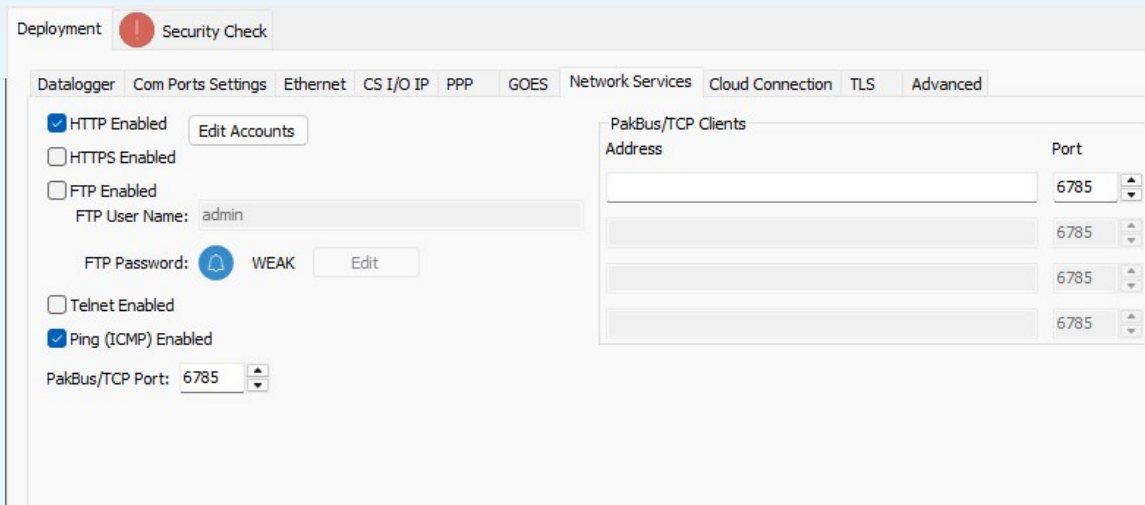 Deployment Security Check
Datalogger Com Ports Settings Ethernet CS I/O IP PPP GOES Network Services Cloud Connection TLS Advanced
HTTP Enabled Edit Accounts
HTTPS Enabled
FTP Enabled
FTP User Name: admin
FTP Password: WEAK Edit
Telnet Enabled
Ping (ICMP) Enabled
PakBus/TCP Port: 6785
PakBus/TCP Clients
Address Port
6785
6785
6785
6785